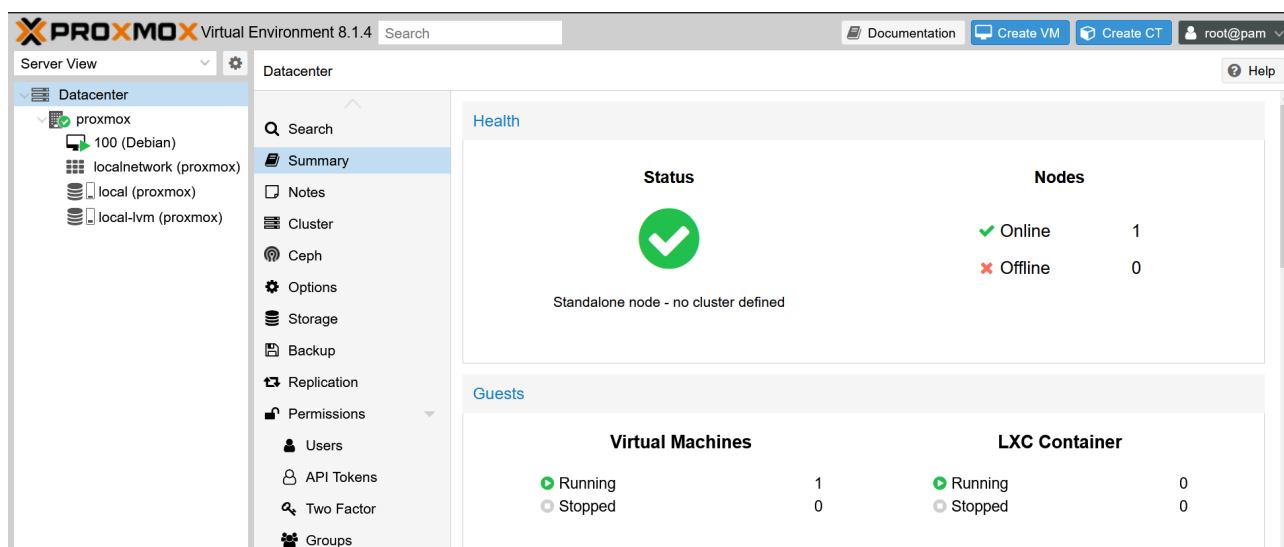 PROXMOX Virtual Environment 8.1.4 Search Documentation Create VM Create CT root@pam
Server View
Datacenter
proxmox
100 (Debian)
localnetwork (proxmox)
local (proxmox)
local-lvm (proxmox)
Datacenter Help
Search
Summary
Notes
Cluster
Ceph
Options
Storage
Backup
Replication
Permissions
Users
API Tokens
Two Factor
Groups
Health
Status
Standalone node - no cluster defined
Nodes
Online 1
Offline 0
Guests
Virtual Machines
Running 1
Stopped 0
LXC Container
Running 0
Stopped 0